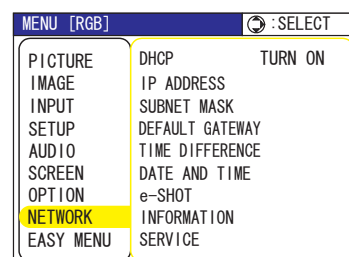 MENU [RGB] :SELECT
PICTURE
IMAGE
INPUT
SETUP
AUDIO
SCREEN
OPTION
NETWORK
EASY MENU
DHCP TURN ON
IP ADDRESS
SUBNET MASK
DEFAULT GATEWAY
TIME DIFFERENCE
DATE AND TIME
e-SHOT
INFORMATION
SERVICE